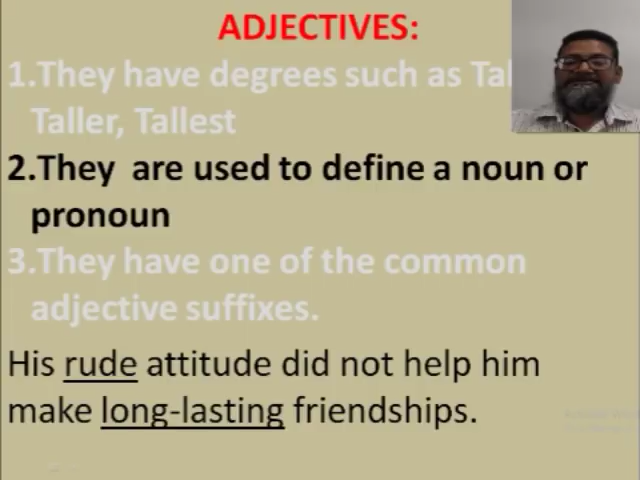 ADJECTIVES:
1.They have degrees such as
Taller, Tallest
2.They are used to define a noun or
pronoun
3.They have one of the common
adjective suffixes.
His rude attitude did not help him
make long-lasting friendships.